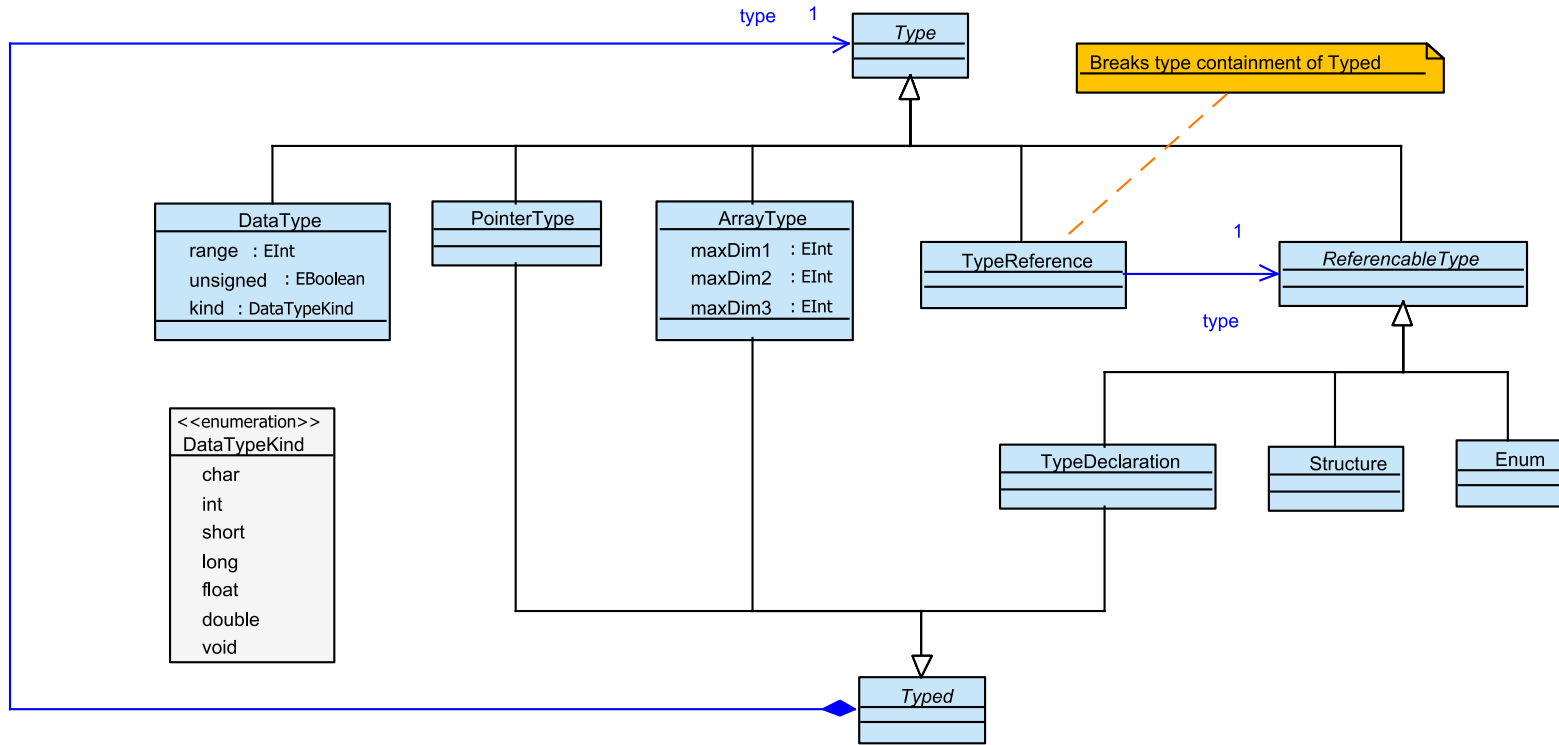 type 1
Type
Breaks type containment of Typed
DataType
range : EInt
unsigned : EBoolean
kind : DataTypeKind
PointerType
ArrayType
maxDim1 : EInt
maxDim2 : EInt
maxDim3 : EInt
TypeReference
1
type
ReferencableType
<<enumeration>>
DataTypeKind
char
int
short
long
float
double
void
TypeDeclaration
Structure
Enum
Typed